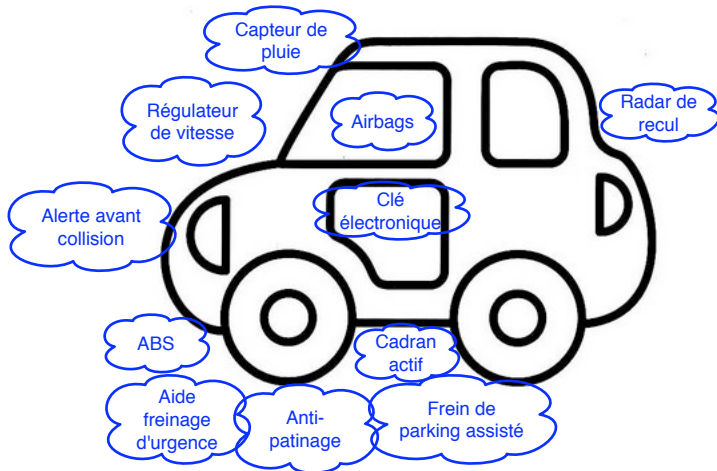 Capteur de
pluie
Régulateur
de vitesse
Airbags
Radar de
recul
Alerte avant
collision
Clé
électronique
ABS
Cadran
actif
Aide
freinage
d'urgence
Anti-
patinage
Frein de
parking assisté